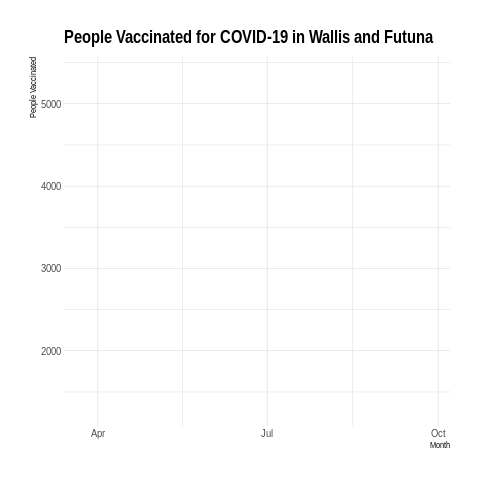 People Vaccinated for COVID-19 in Wallis and Futuna
People Vaccinated
5000
4000
3000
2000
Apr Jul Oct
Month